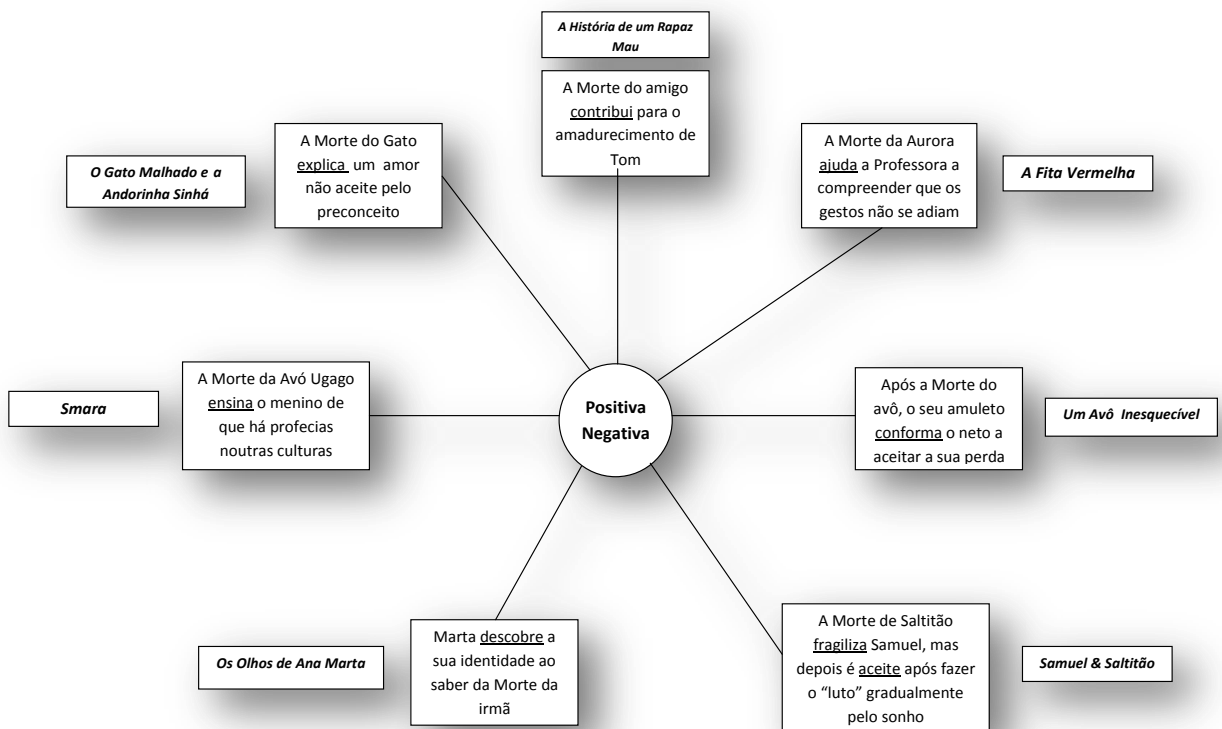 A História de um Rapaz
Mau
A Morte do amigo
contribui para o
amadurecimento de
Tom
A Morte do Gato
explica um amor
não aceite pelo
preconceito
O Gato Malhado e a
Andorinha Sinhá
A Morte da Aurora
ajuda a Professora a
compreender que os
gestos não se adiam
A Fita Vermelha
Smara
A Morte da Avó Ugago
ensina o menino de
que há profecias
noutras culturas
Positiva
Negativa
Após a Morte do
avô, o seu amuleto
conforma o neto a
aceitar a sua perda
Um Avô Inesquecível
Os Olhos de Ana Marta
Marta descobre a
sua identidade ao
saber da Morte da
irmã
A Morte de Saltitão
fragiliza Samuel, mas
depois é aceite após fazer
o “luto” gradualmente
pelo sonho
Samuel & Saltitão